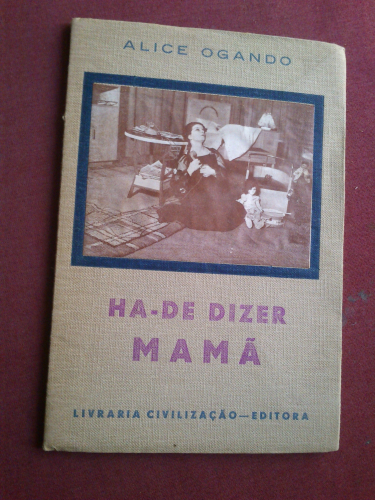 ALICE OGANDO
HA-DE DIZER
MAMÃ
LIVRARIA CIVILIZAÇÃO—EDITORA